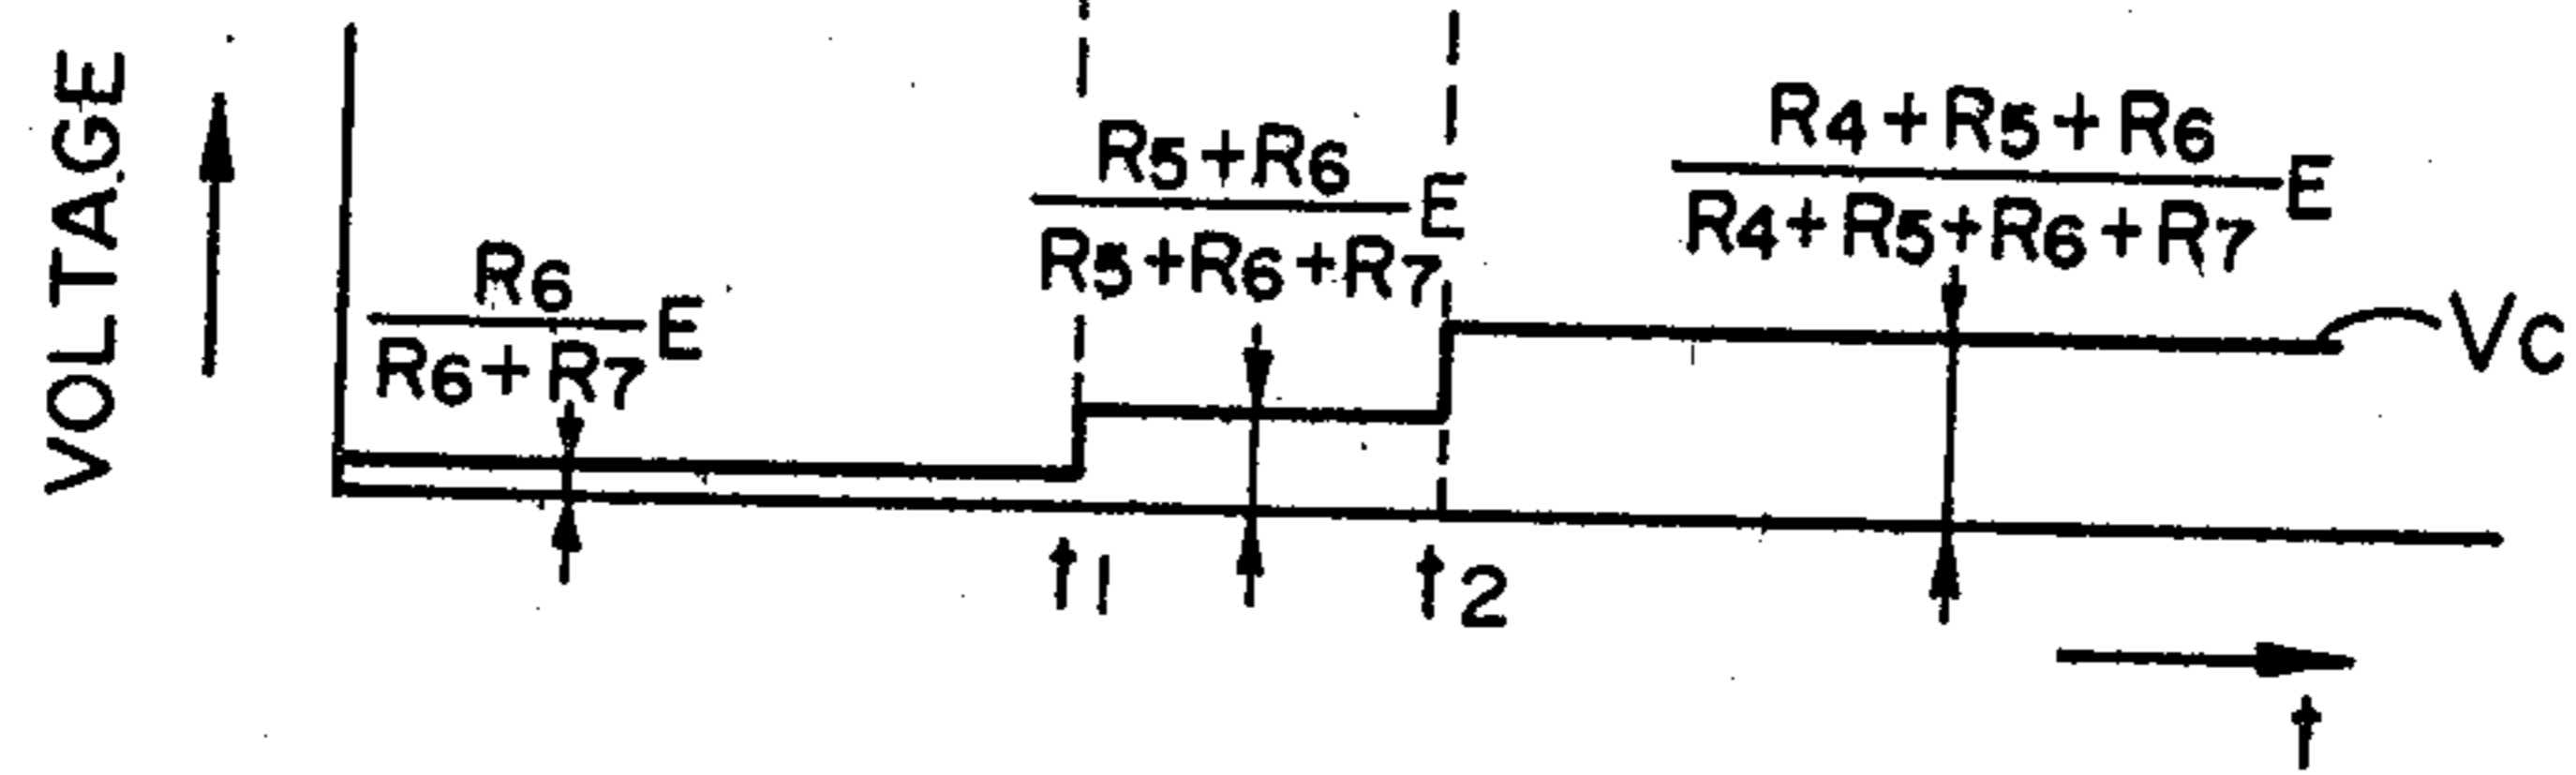 VOLTAGE
R6
R6+R7
E
R5+R6
R5+R6+R7
E
R4+R5+R6
R4+R5+R6+R7
E
VC
t1
t2
t